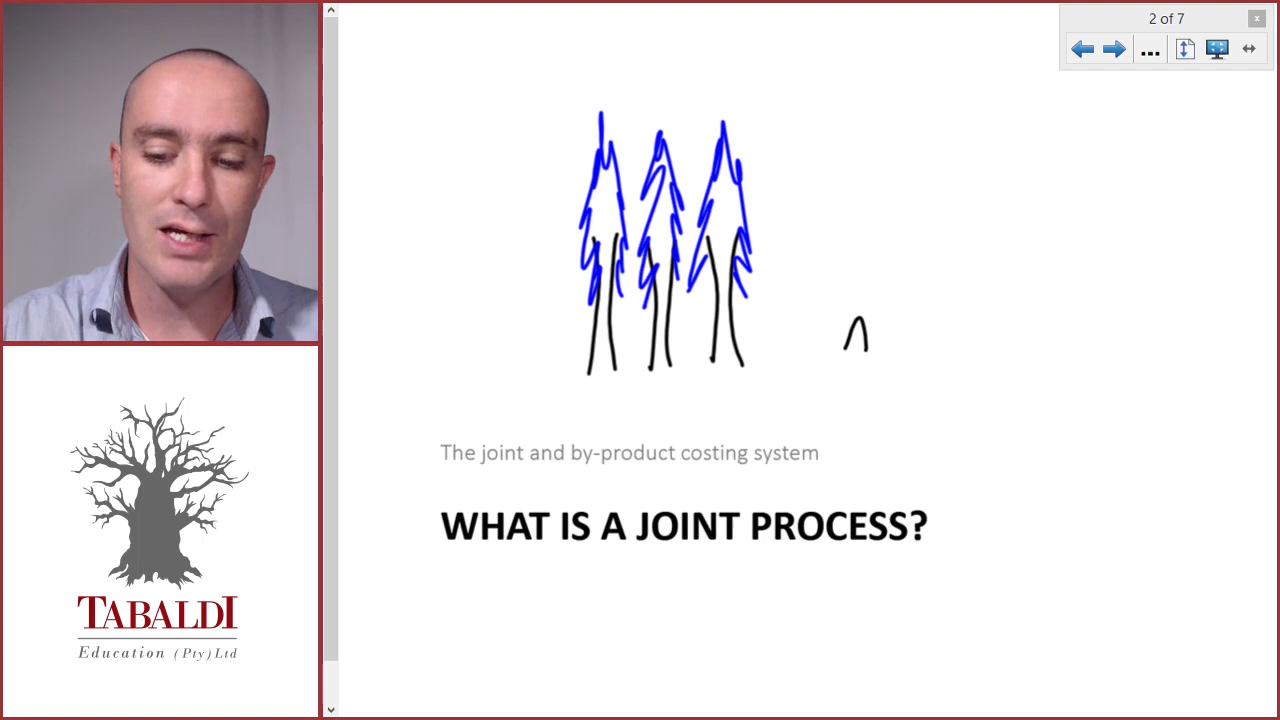 2 of 7
x
...
The joint and by-product costing system
WHAT IS A JOINT PROCESS?
TABALDI
Education (Pty) Ltd